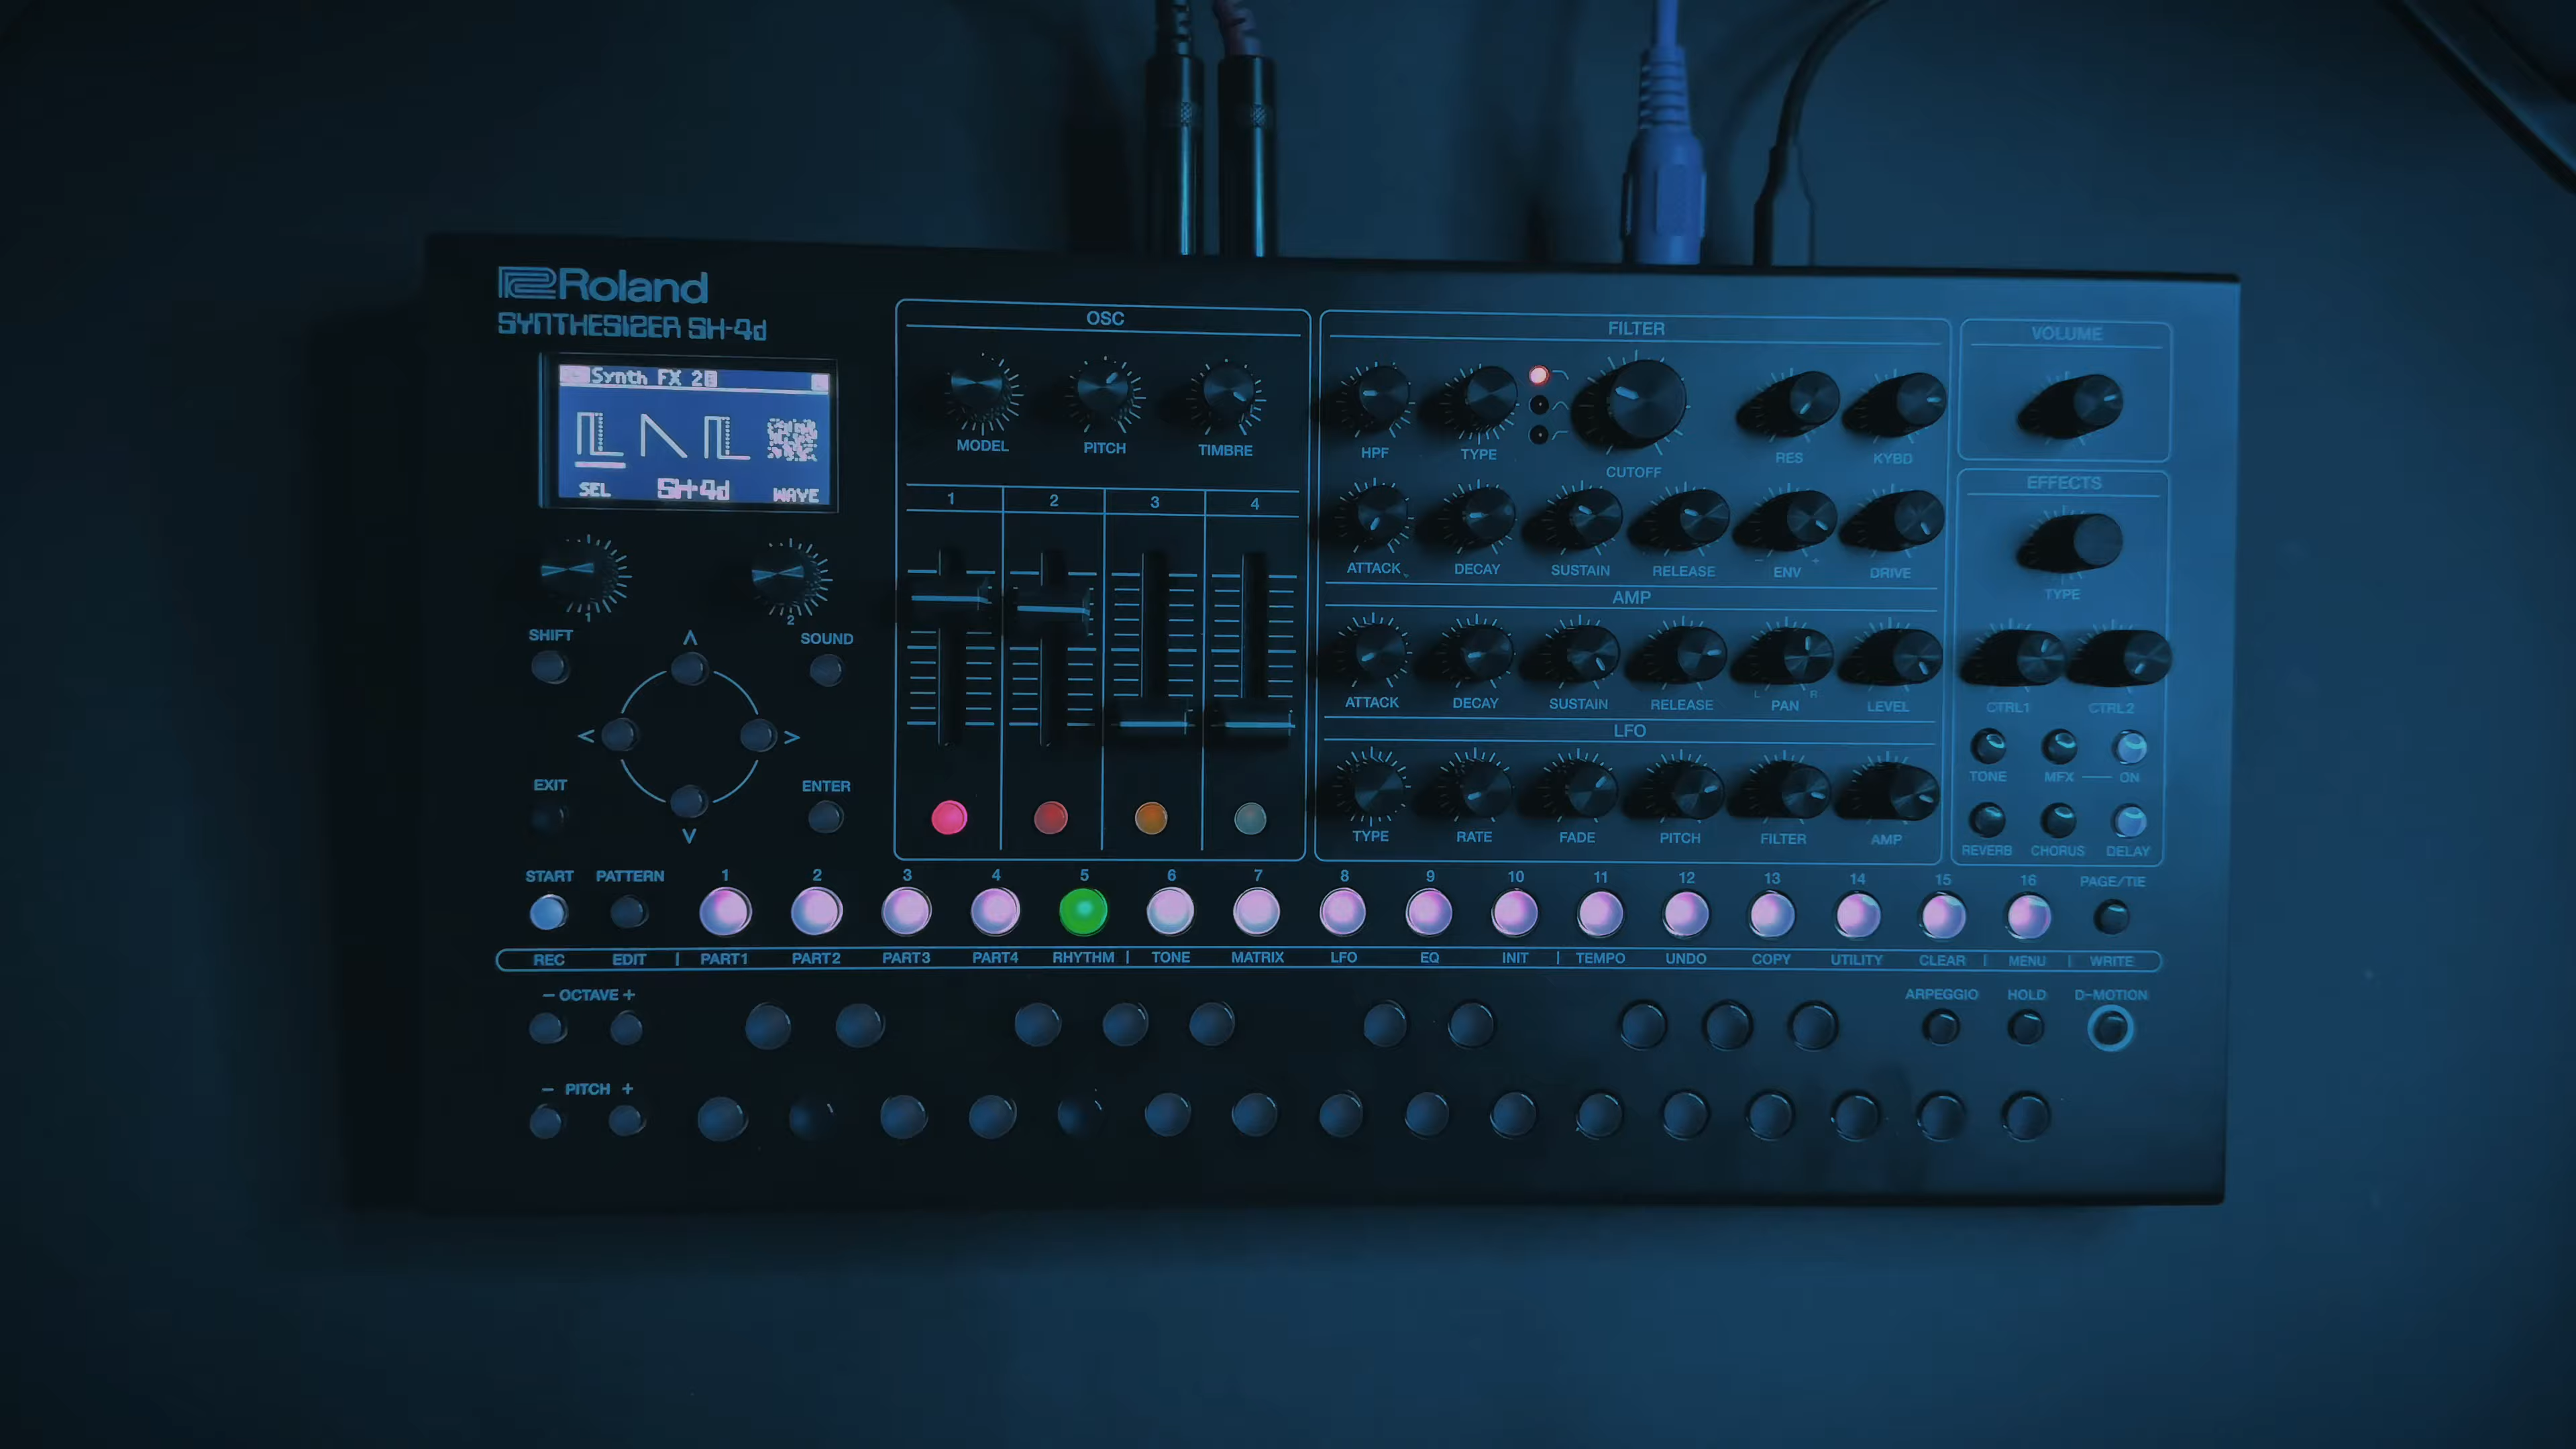 Roland
SYNTHESIZER SH-4d
Synth FX 2
SEL SH-4d WAVE
1 2
SHIFT SOUND
< ʌ > v
EXIT ENTER
OSC
MODEL PITCH TIMBRE
1 2 3 4
FILTER
HPF TYPE CUTOFF RES KYBD
ATTACK DECAY SUSTAIN RELEASE − ENV + DRIVE
AMP
ATTACK DECAY SUSTAIN RELEASE L PAN R LEVEL
LFO
TYPE RATE FADE PITCH FILTER AMP
VOLUME
EFFECTS
TYPE
CTRL1 CTRL2
TONE MFX — ON
REVERB CHORUS DELAY
START PATTERN 1 2 3 4 5 6 7 8 9 10 11 12 13 14 15 16 PAGE/TIE
REC EDIT | PART1 PART2 PART3 PART4 RHYTHM | TONE MATRIX LFO EQ INIT | TEMPO UNDO COPY UTILITY CLEAR | MENU | WRITE
− OCTAVE + ARPEGGIO HOLD D-MOTION
− PITCH +